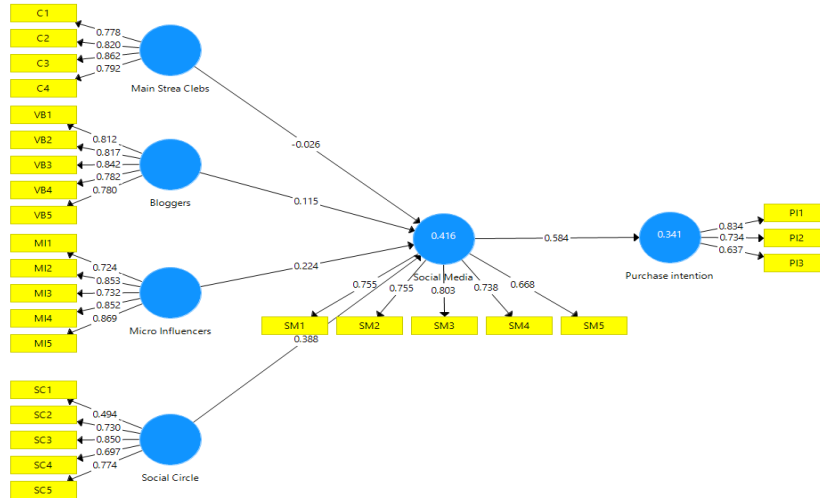 C1
C2
C3
C4
0.778
0.820
0.862
0.792
Main Strea Clebs
VB1
VB2
VB3
VB4
VB5
0.812
0.817
0.842
0.782
0.780
Bloggers
MI1
MI2
MI3
MI4
MI5
0.724
0.853
0.732
0.852
0.869
Micro Influencers
SC1
SC2
SC3
SC4
SC5
0.494
0.730
0.850
0.697
0.774
Social Circle
-0.026
0.115
0.224
0.388
0.416
Social Media
0.755
0.755
0.803
0.738
0.668
SM1
SM2
SM3
SM4
SM5
0.584
0.341
Purchase intention
0.834
0.734
0.637
PI1
PI2
PI3